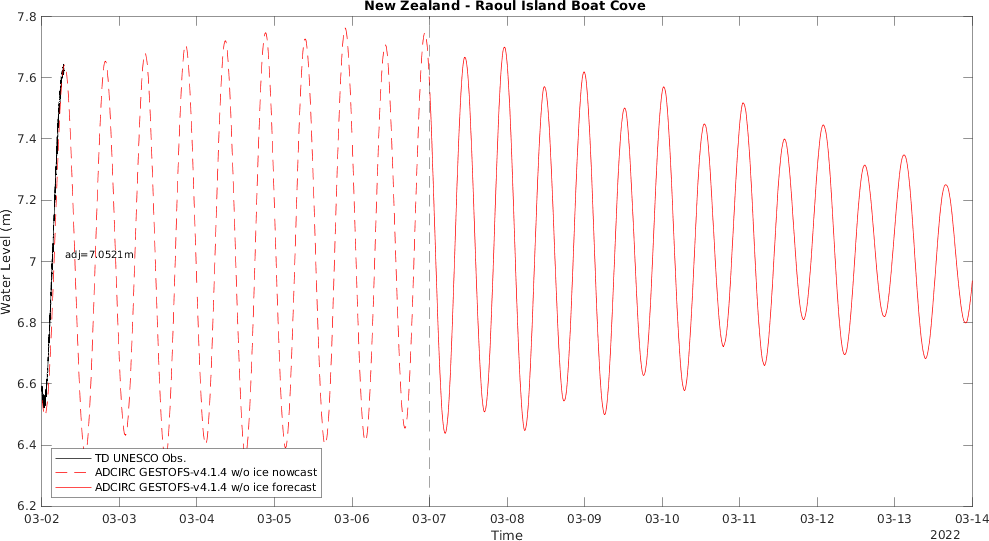 New Zealand - Raoul Island Boat Cove
Water Level (m)
7.8
7.6
7.4
7.2
7
6.8
6.6
6.4
6.2
adj=7.0521m
TD UNESCO Obs.
ADCIRC GESTOFS-v4.1.4 w/o ice nowcast
ADCIRC GESTOFS-v4.1.4 w/o ice forecast
03-02 03-03 03-04 03-05 03-06 03-07 03-08 03-09 03-10 03-11 03-12 03-13 03-14
Time
2022